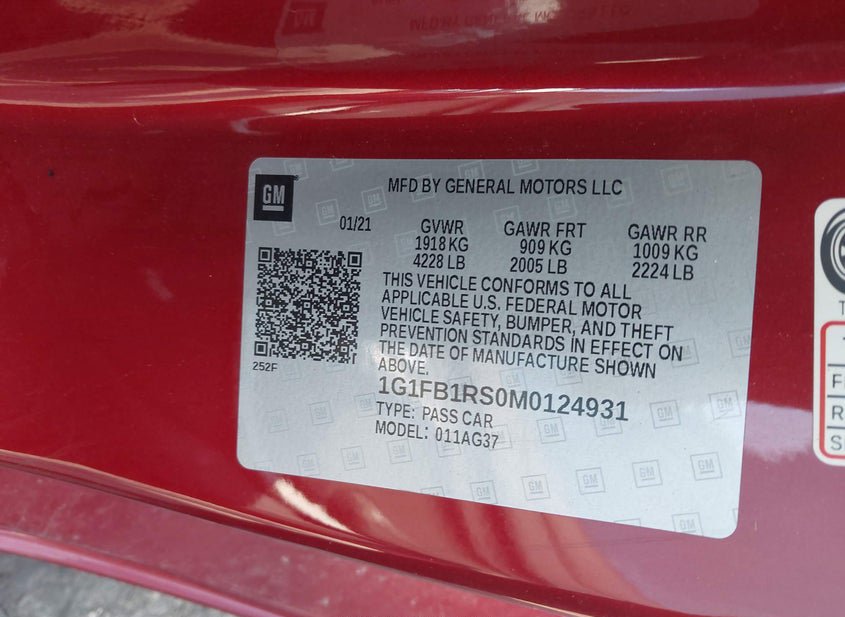 MFD BY GENERAL MOTORS LLC
GM
01/21 GVWR GAWR FRT GAWR RR
1918 KG 909 KG 1009 KG
4228 LB 2005 LB 2224 LB
THIS VEHICLE CONFORMS TO ALL
APPLICABLE U.S. FEDERAL MOTOR
VEHICLE SAFETY, BUMPER, AND THEFT
PREVENTION STANDARDS IN EFFECT ON
THE DATE OF MANUFACTURE SHOWN
ABOVE.
252F
1G1FB1RS0M0124931
TYPE: PASS CAR
MODEL: 011AG37